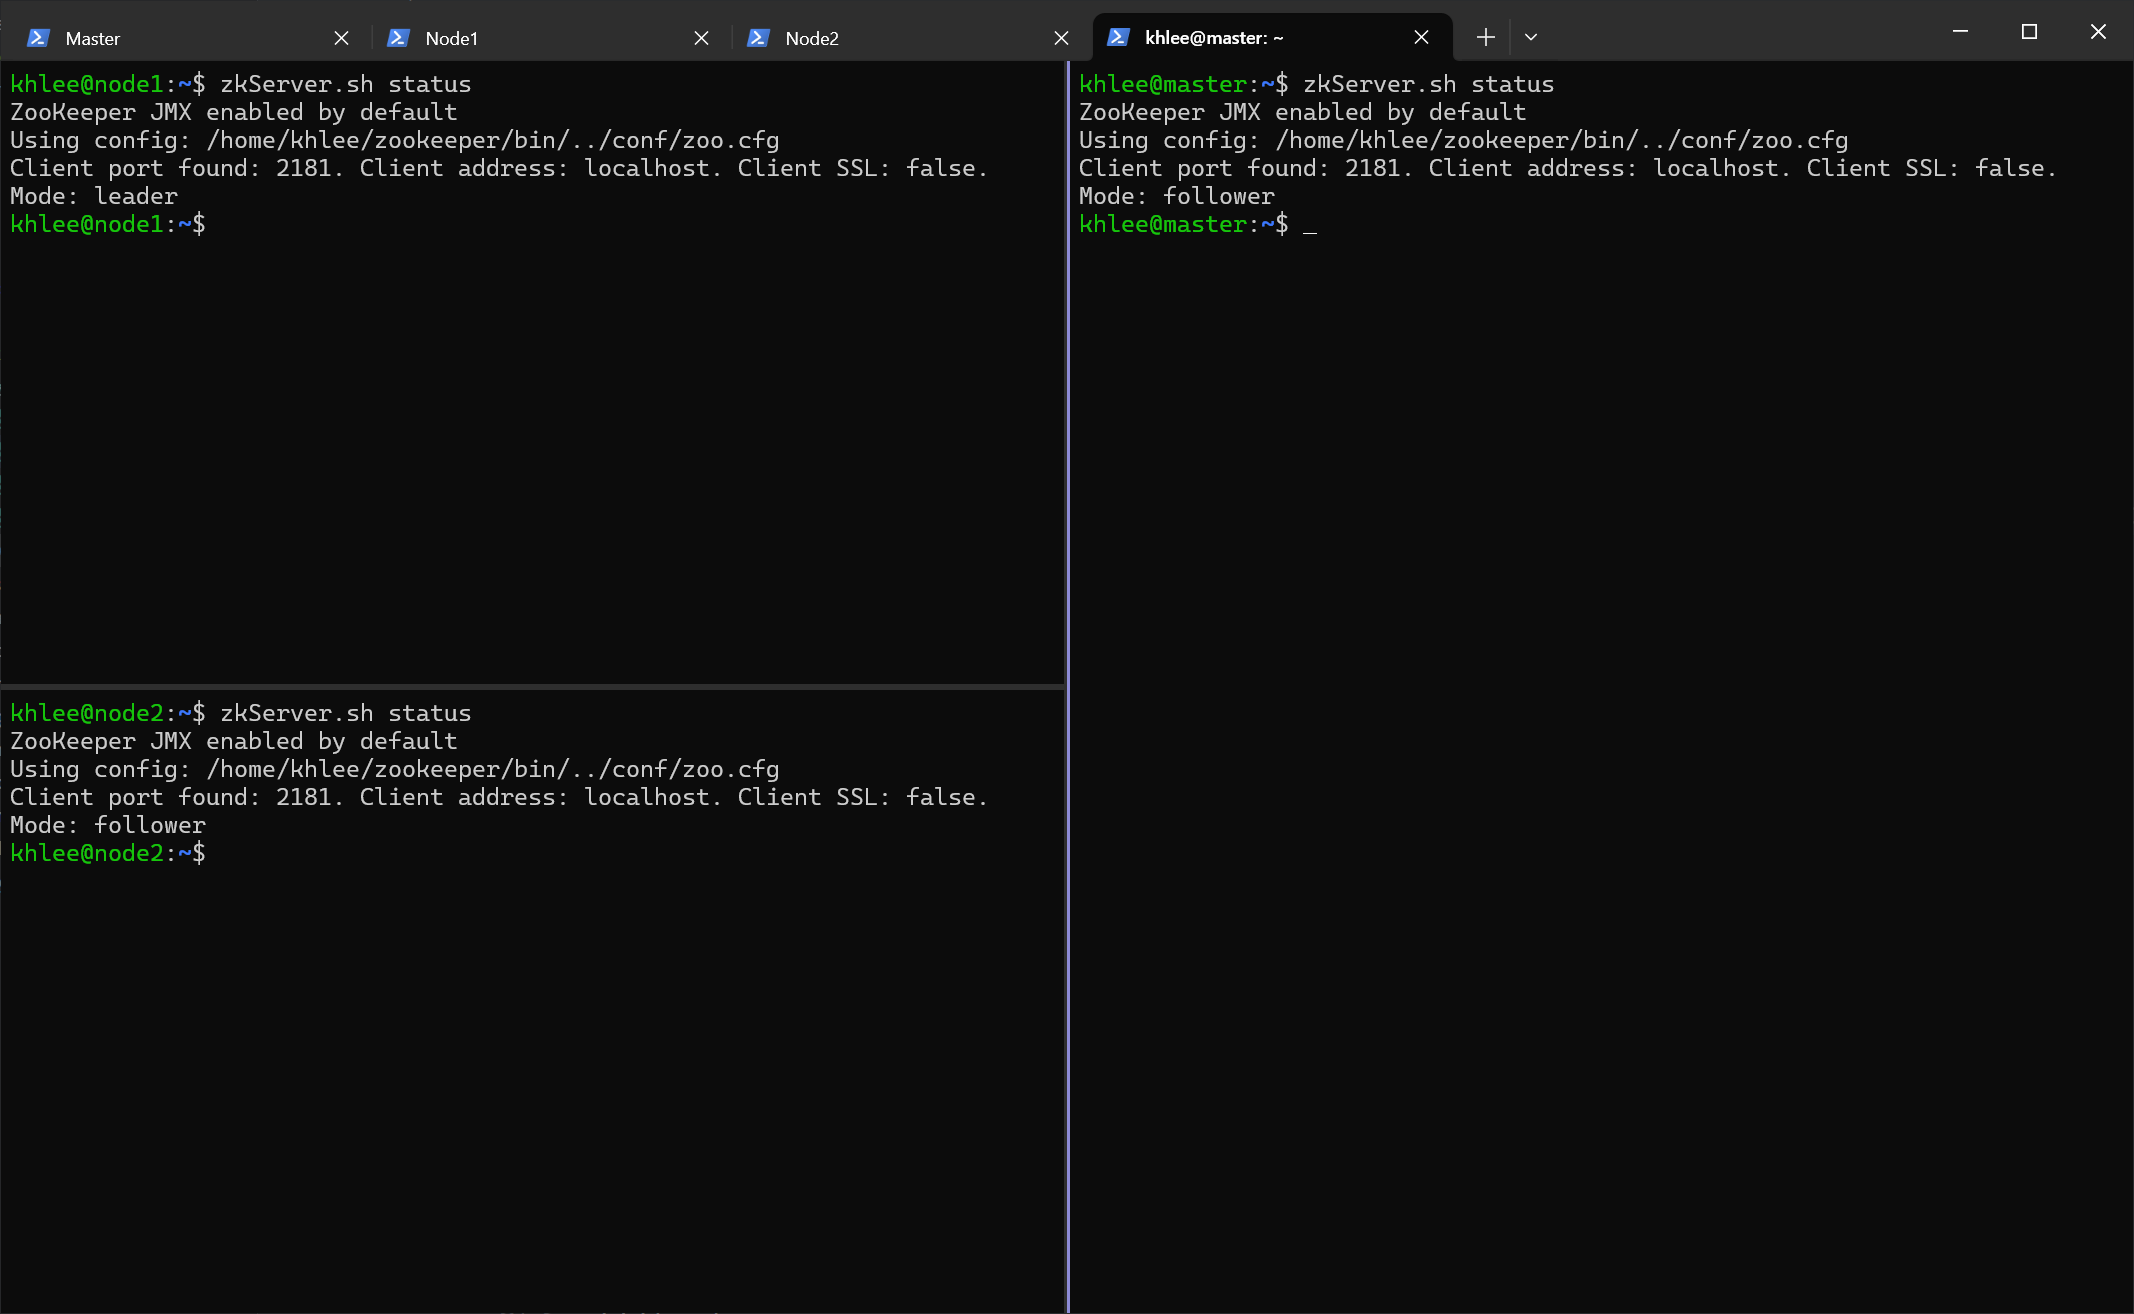 Master
Node1
Node2
khlee@master: ~
khlee@node1:~$ zkServer.sh status
ZooKeeper JMX enabled by default
Using config: /home/khlee/zookeeper/bin/../conf/zoo.cfg
Client port found: 2181. Client address: localhost. Client SSL: false.
Mode: leader
khlee@node1:~$
khlee@node2:~$ zkServer.sh status
ZooKeeper JMX enabled by default
Using config: /home/khlee/zookeeper/bin/../conf/zoo.cfg
Client port found: 2181. Client address: localhost. Client SSL: false.
Mode: follower
khlee@node2:~$
khlee@master:~$ zkServer.sh status
ZooKeeper JMX enabled by default
Using config: /home/khlee/zookeeper/bin/../conf/zoo.cfg
Client port found: 2181. Client address: localhost. Client SSL: false.
Mode: follower
khlee@master:~$ _